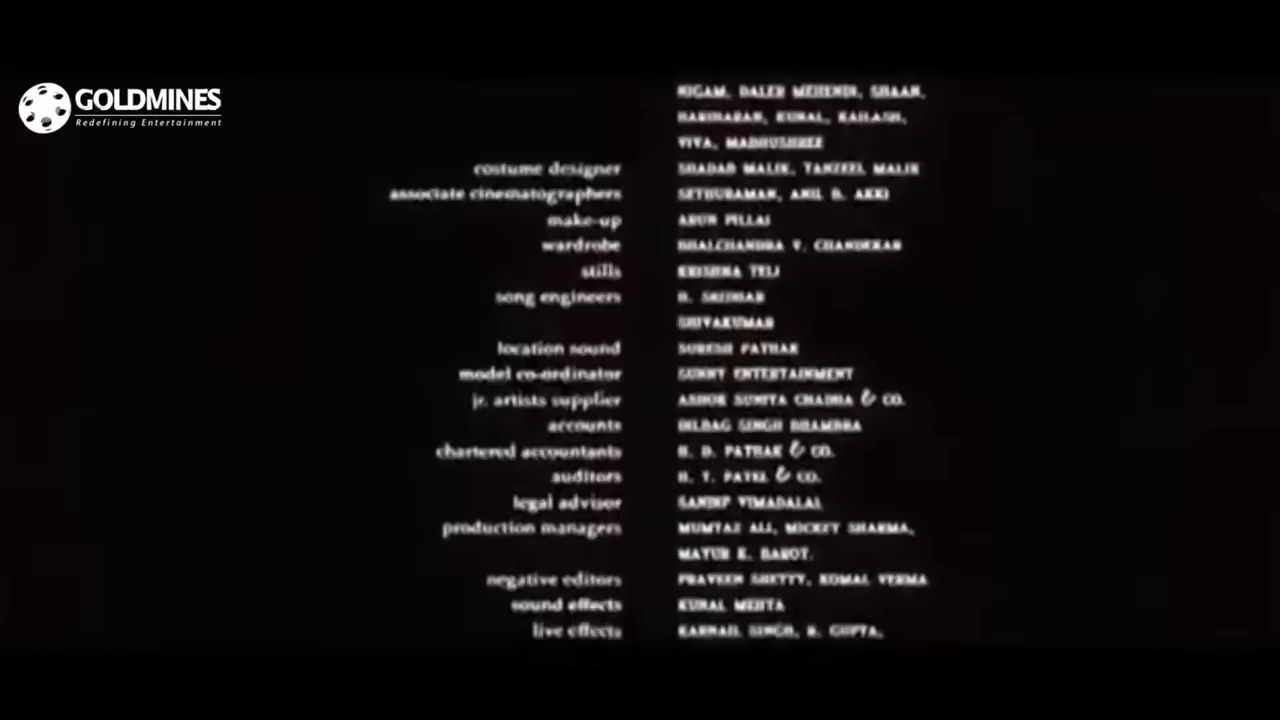 GOLDMINES
Redefining Entertainment
NIGAM, DALER MEHENDI, SHAAN,
HARIHARAN, KUNAL, KAILASH,
VIVA, MADHUSHREE
costume designer SHADAB MALIK, TANZEEL MALIK
associate cinematographers SETHURAMAN, ANIL B. AKKI
make-up ARUN PILLAI
wardrobe BHALCHANDRA V. CHANDEKAR
stills KRISHNA TELI
song engineers H. SRIDHAR
SHIVAKUMAR
location sound SURESH PATHAK
model co-ordinator SUNNY ENTERTAINMENT
jr. artists supplier ASHOK SUNITA CHADHA & CO.
accounts DILBAG SINGH BHAMBRA
chartered accountants D. PATHAK & CO.
auditors T. PATEL & CO.
legal advisor SANDIP VIMADALAL
production managers MUMTAZ ALI, MICKEY SHARMA,
MAYUR K. BAROT.
negative editors PRAVEEN SHETTY, KOMAL VERMA
sound effects KUNAL MEHTA
live effects KARNAIL SINGH, R. GUPTA,